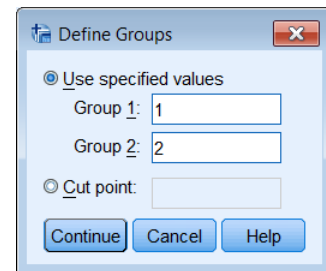 Define Groups
Use specified values
Group 1: 1
Group 2: 2
Cut point:
Continue Cancel Help